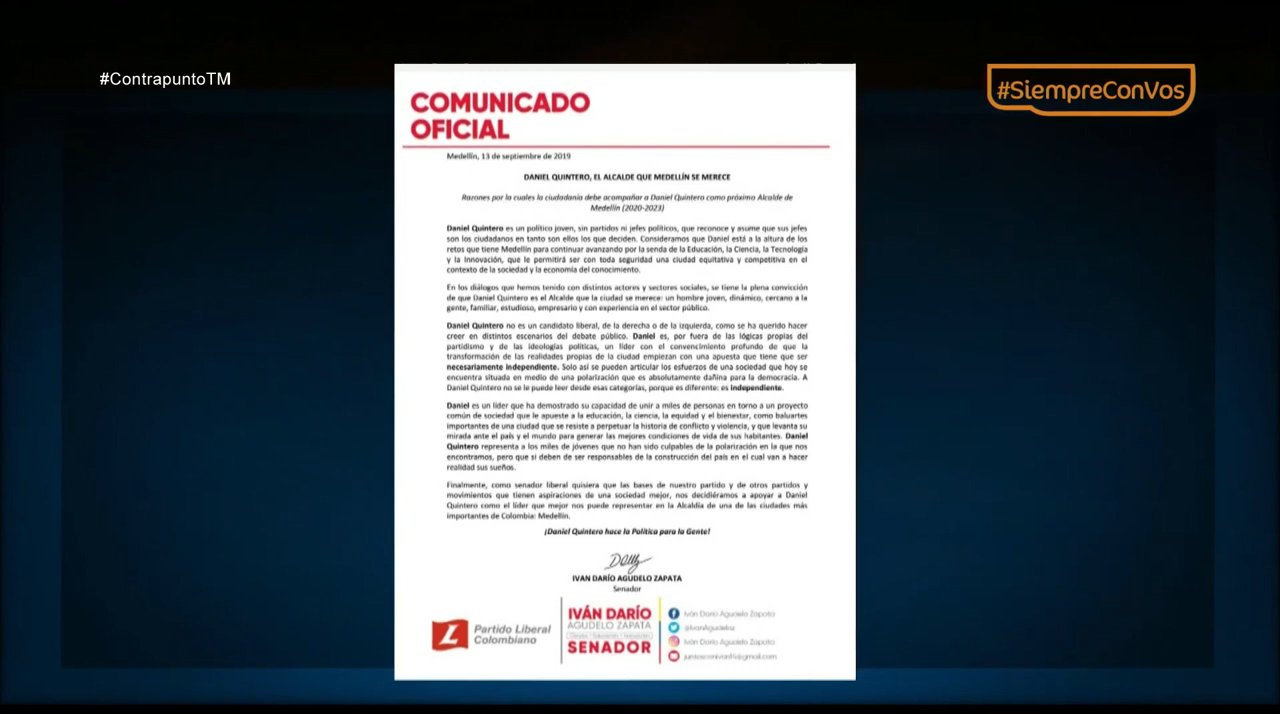 #ContrapuntoTM
#SiempreConVos
COMUNICADO
OFICIAL
Medellín, 13 de septiembre de 2019
DANIEL QUINTERO, EL ALCALDE QUE MEDELLÍN SE MERECE
Razones por la cuales la ciudadanía debe acompañar a Daniel Quintero como próximo Alcalde de
Medellín (2020-2023)
Daniel Quintero es un político joven, sin partidos ni jefes políticos, que reconoce y asume que sus jefes
son los ciudadanos en tanto son ellos los que deciden. Consideramos que Daniel está a la altura de los
retos que tiene Medellín para continuar avanzando por la senda de la Educación, la Ciencia, la Tecnología
y la Innovación, que le permitirá ser con toda seguridad una ciudad equitativa y competitiva en el
contexto de la sociedad y la economía del conocimiento.
En los diálogos que hemos tenido con distintos actores y sectores sociales, se tiene la plena convicción
de que Daniel Quintero es el Alcalde que la ciudad se merece: un hombre joven, dinámico, cercano a la
gente, familiar, estudioso, empresario y con experiencia en el sector público.
Daniel Quintero no es un candidato liberal, de la derecha o de la izquierda, como se ha querido hacer
creer en distintos escenarios del debate público. Daniel es, por fuera de las lógicas propias del
partidismo y de las ideologías políticas, un líder con el convencimiento profundo de que la
transformación de las realidades propias de la ciudad empiezan con una apuesta que tiene que ser
necesariamente independiente. Solo así se pueden articular los esfuerzos de una sociedad que hoy se
encuentra situada en medio de una polarización que es absolutamente dañina para la democracia. A
Daniel Quintero no se le puede leer desde esas categorías, porque es diferente: es independiente.
Daniel es un líder que ha demostrado su capacidad de unir a miles de personas en torno a un proyecto
común de sociedad que le apueste a la educación, la ciencia, la equidad y el bienestar, como baluartes
importantes de una ciudad que se resiste a perpetuar la historia de conflicto y violencia, y que levanta su
mirada ante el país y el mundo para generar las mejores condiciones de vida de sus habitantes. Daniel
Quintero representa a los miles de jóvenes que no han sido culpables de la polarización en la que nos
encontramos, pero que si deben de ser responsables de la construcción del país en el cual van a hacer
realidad sus sueños.
Finalmente, como senador liberal quisiera que las bases de nuestro partido y de otros partidos y
movimientos que tienen aspiraciones de una sociedad mejor, nos decidiéramos a apoyar a Daniel
Quintero como el líder que mejor nos puede representar en la Alcaldía de una de las ciudades más
importantes de Colombia: Medellín.
¡Daniel Quintero hace la Política para la Gente!
IVAN DARÍO AGUDELO ZAPATA
Senador
Partido Liberal
Colombiano
IVÁN DARÍO
AGUDELO ZAPATA
SENADOR
Iván Darío Agudelo Zapata
@IvanAgudeloz
Iván Darío Agudelo Zapata